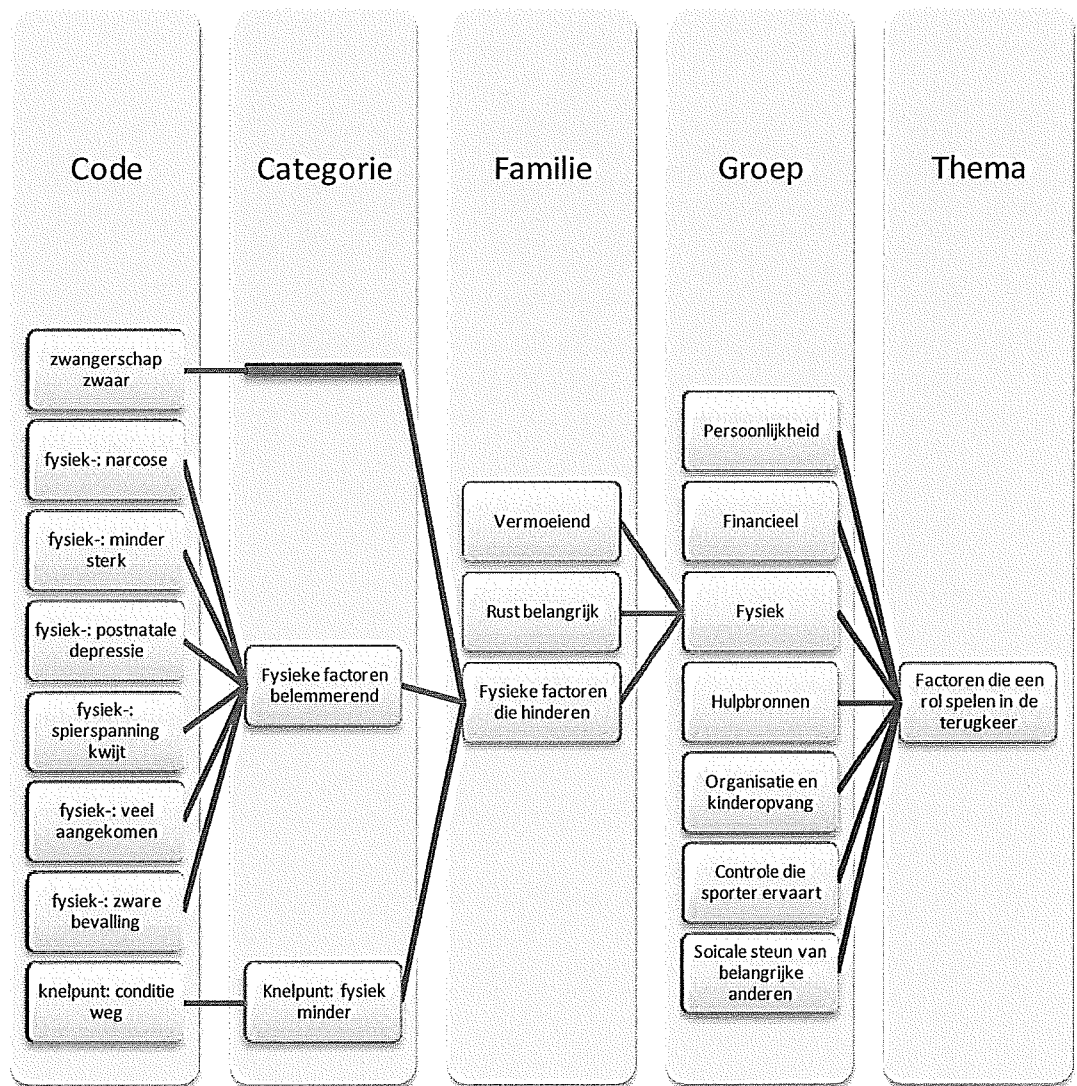 Code
Categorie
Familie
Groep
Thema
zwangerschap
zwaar
fysiek-: narcose
fysiek-: minder
sterk
fysiek-: postnatale
depressie
fysiek-:
spierspanning
kwijt
fysiek-: veel
aangekomen
fysiek-: zware
bevalling
knelpunt: conditie
weg
Fysieke factoren
belemmerend
Knelpunt: fysiek
minder
Vermoeiend
Rust belangrijk
Fysieke factoren
die hinderen
Persoonlijkheid
Financieel
Fysiek
Hulpbronnen
Organisatie en
kinderopvang
Controle die
sporter ervaart
Soicale steun van
belangrijke
anderen
Factoren die een
rol spelen in de
terugkeer